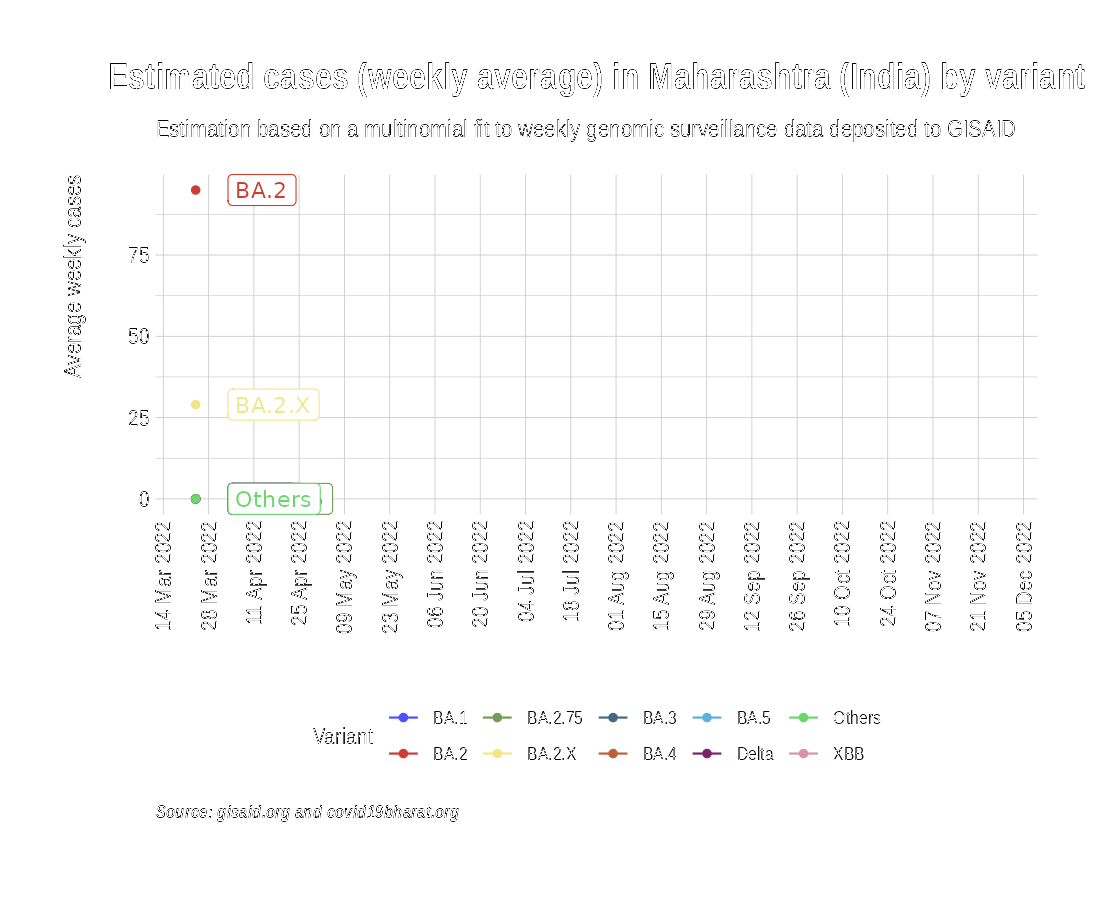 Estimated cases (weekly average) in Maharashtra (India) by variant
Estimation based on a multinomial fit to weekly genomic surveillance data deposited to GISAID
Average weekly cases
BA.2
75
50
BA.2.X
25
Others
0
14 Mar 2022
28 Mar 2022
11 Apr 2022
25 Apr 2022
09 May 2022
23 May 2022
06 Jun 2022
20 Jun 2022
04 Jul 2022
18 Jul 2022
01 Aug 2022
15 Aug 2022
29 Aug 2022
12 Sep 2022
26 Sep 2022
10 Oct 2022
24 Oct 2022
07 Nov 2022
21 Nov 2022
05 Dec 2022
Variant
BA.1 BA.2.75 BA.3 BA.5 Others
BA.2 BA.2.X BA.4 Delta XBB
Source: gisaid.org and covid19bharat.org